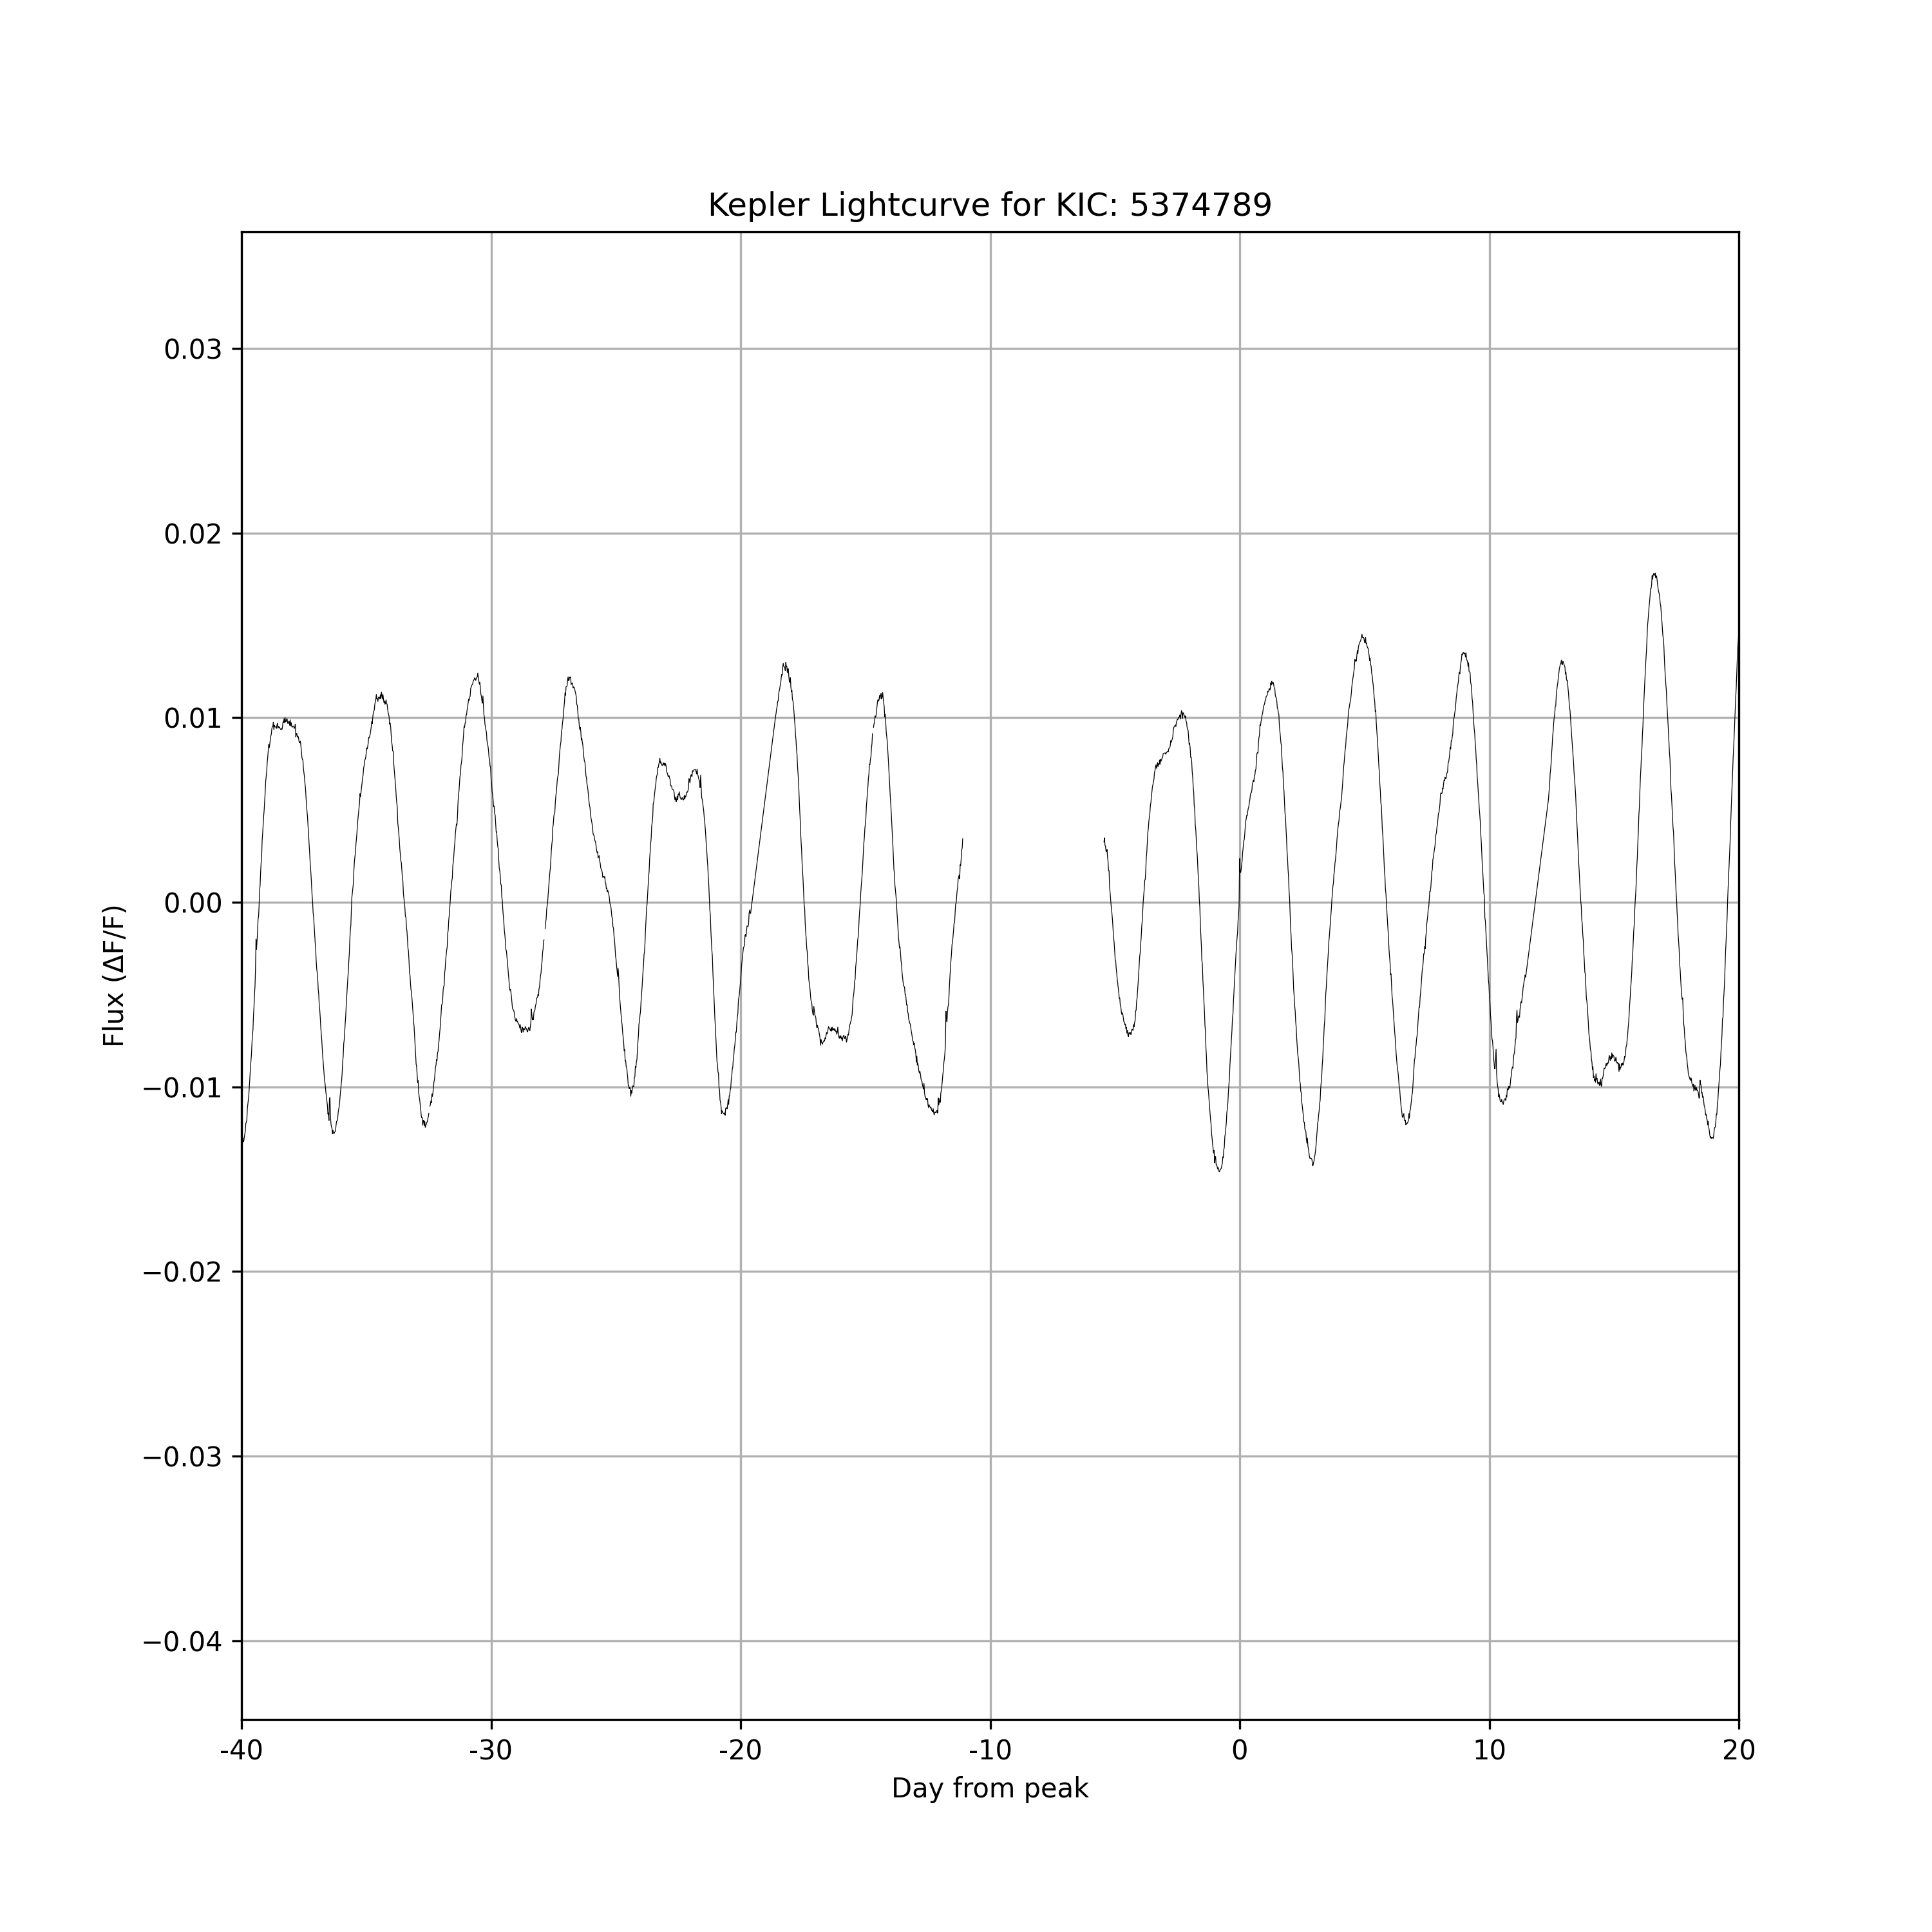 Kepler Lightcurve for KIC: 5374789
0.03
0.02
0.01
0.00
−0.01
−0.02
−0.03
−0.04
Flux (ΔF/F)
-40 -30 -20 -10 0 10 20
Day from peak